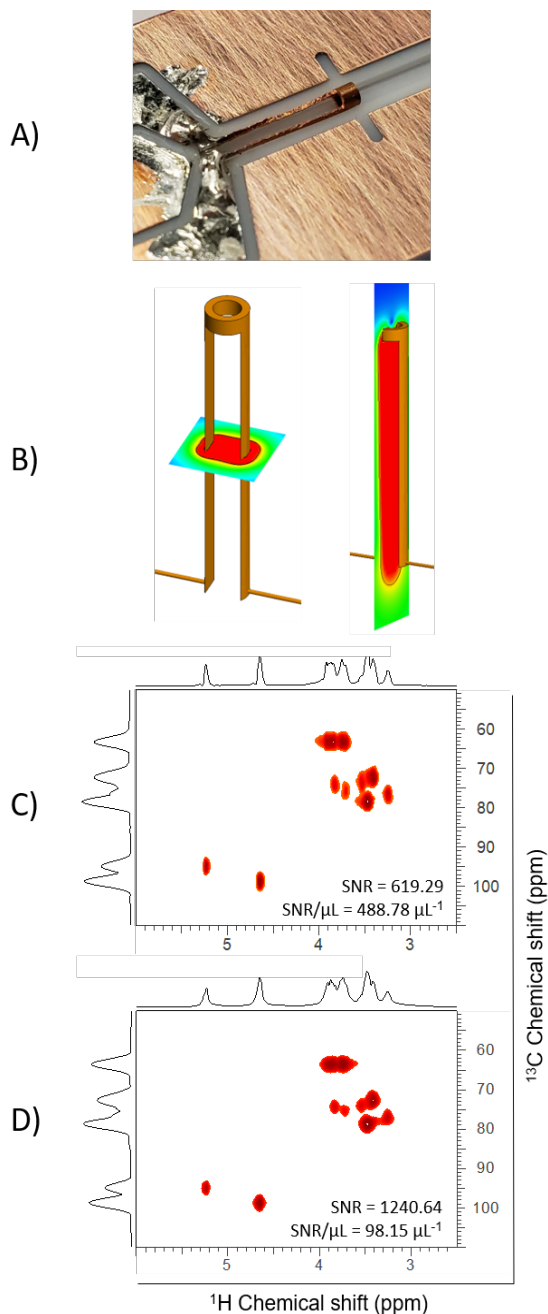 A)
B)
C)
60
70
80
90
100
SNR = 619.29
SNR/µL = 488.78 µL⁻¹
5
4
3
D)
60
70
80
90
100
SNR = 1240.64
SNR/µL = 98.15 µL⁻¹
5
4
3
¹³C Chemical shift (ppm)
¹H Chemical shift (ppm)